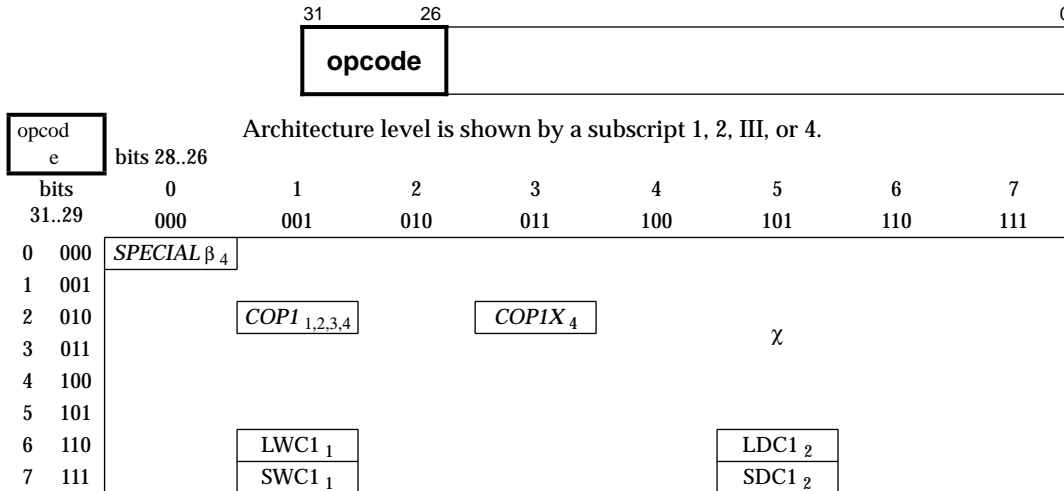 31 26 0
opcode
opcod
e
Architecture level is shown by a subscript 1, 2, III, or 4.
bits 28..26
bits 0 1 2 3 4 5 6 7
31..29 000 001 010 011 100 101 110 111
0 000 SPECIAL β 4
1 001
2 010 COP1 1,2,3,4 COP1X 4
χ
3 011
4 100
5 101
6 110 LWC1 1 LDC1 2
7 111 SWC1 1 SDC1 2